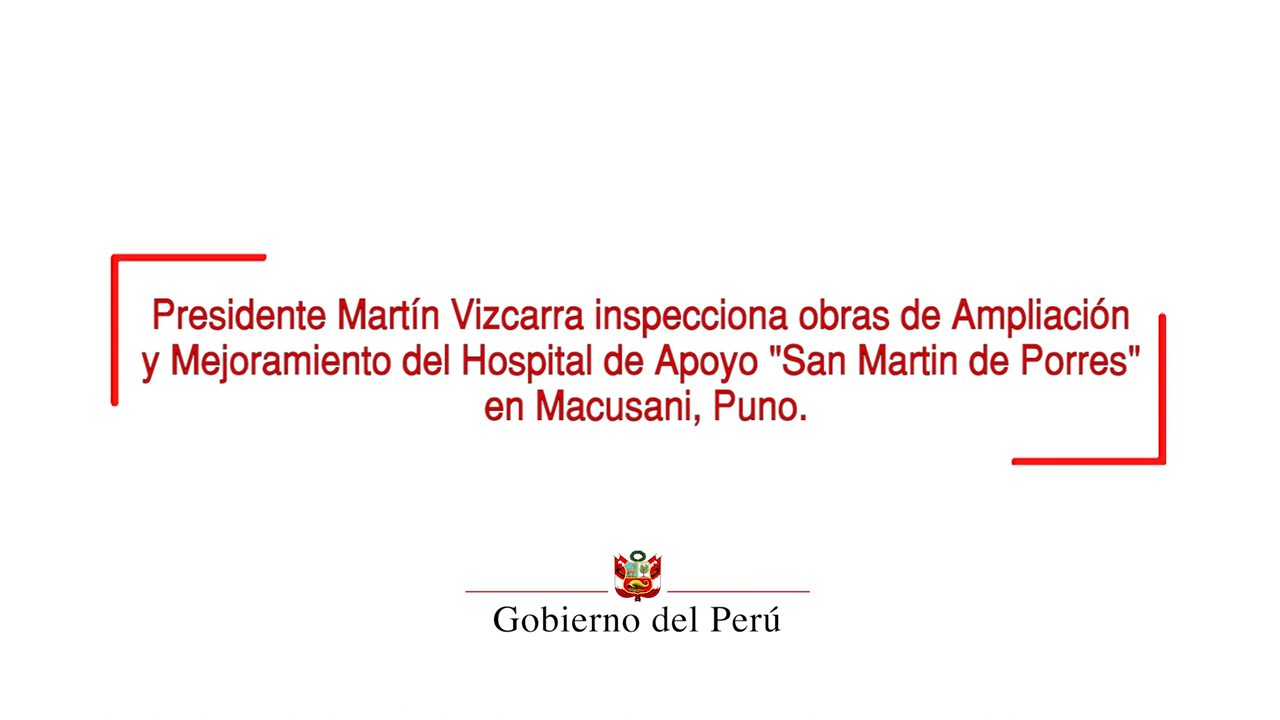 Presidente Martín Vizcarra inspecciona obras de Ampliación
y Mejoramiento del Hospital de Apoyo "San Martin de Porres"
en Macusani, Puno.
Gobierno del Perú